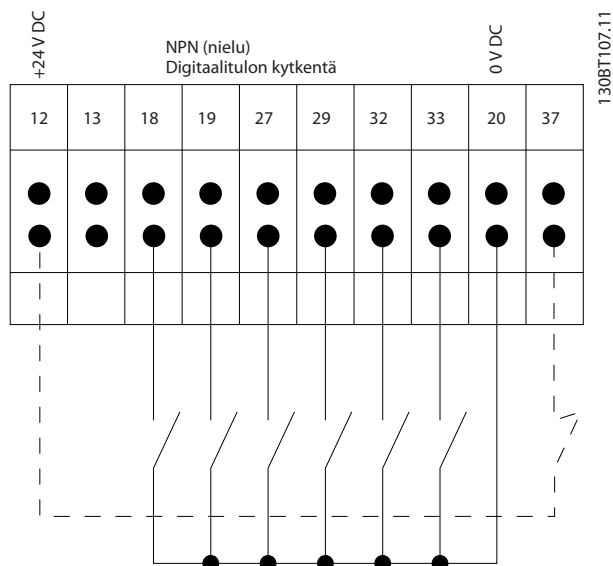 +24 V DC
NPN (nielu)
Digitaalitulon kytkentä
0 V DC
130BT107.11
12 13 18 19 27 29 32 33 20 37